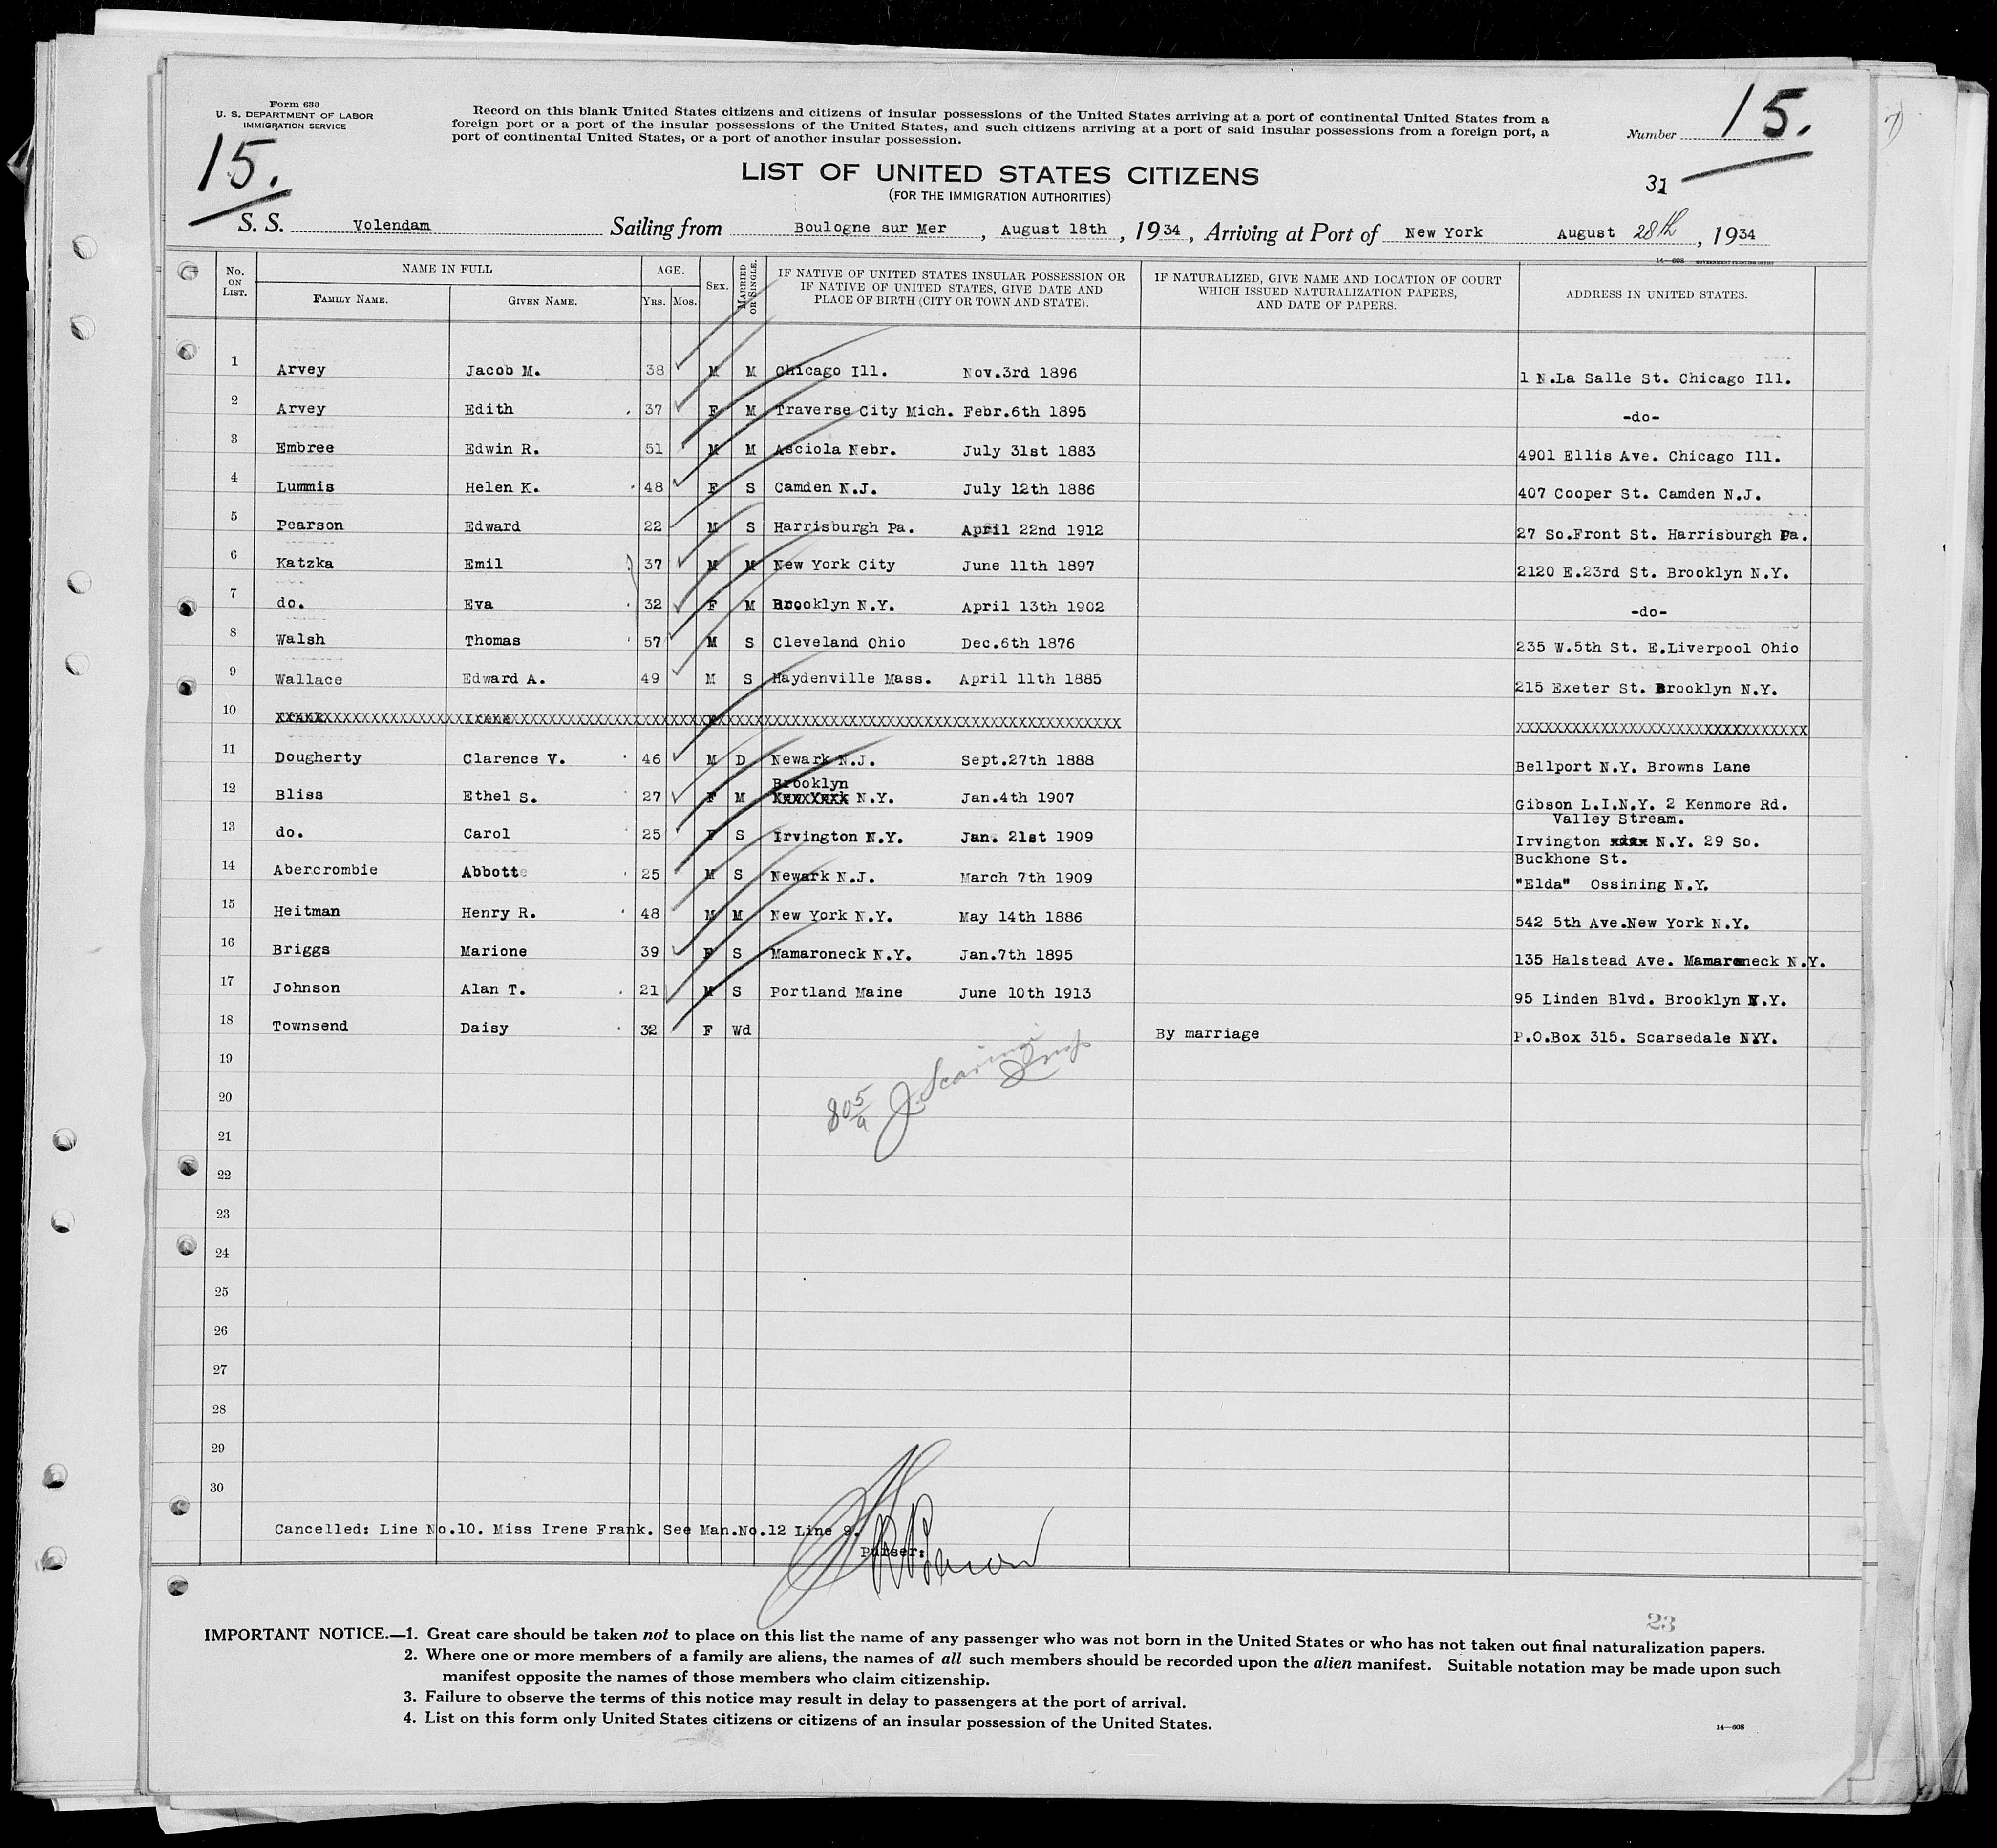 Form 630
U. S. DEPARTMENT OF LABOR
IMMIGRATION SERVICE
15.
Record on this blank United States citizens and citizens of insular possessions of the United States arriving at a port of continental United States from a
foreign port or a port of the insular possessions of the United States, and such citizens arriving at a port of said insular possessions from a foreign port, a
port of continental United States, or a port of another insular possession.
Number 15.
LIST OF UNITED STATES CITIZENS
(FOR THE IMMIGRATION AUTHORITIES)
31
S. S. Volendam Sailing from Boulogne sur Mer, August 18th, 1934, Arriving at Port of New York August 28th, 1934
14—608 GOVERNMENT PRINTING OFFICE
No. ON LIST. NAME IN FULL FAMILY NAME. GIVEN NAME. AGE. YRS. MOS. SEX. MARRIED OR SINGLE. IF NATIVE OF UNITED STATES INSULAR POSSESSION OR IF NATIVE OF UNITED STATES, GIVE DATE AND PLACE OF BIRTH (CITY OR TOWN AND STATE). IF NATURALIZED, GIVE NAME AND LOCATION OF COURT WHICH ISSUED NATURALIZATION PAPERS, AND DATE OF PAPERS. ADDRESS IN UNITED STATES.
1 Arvey Jacob M. 38 M M Chicago Ill. Nov.3rd 1896 1 N.La Salle St. Chicago Ill.
2 Arvey Edith 37 F M Traverse City Mich. Febr.6th 1895 -do-
3 Embree Edwin R. 51 M M Asciola Nebr. July 31st 1883 4901 Ellis Ave. Chicago Ill.
4 Lummis Helen K. 48 F S Camden N.J. July 12th 1886 407 Cooper St. Camden N.J.
5 Pearson Edward 22 M S Harrisburgh Pa. April 22nd 1912 27 So.Front St. Harrisburgh Pa.
6 Katzka Emil 37 M M New York City June 11th 1897 2120 E.23rd St. Brooklyn N.Y.
7 do. Eva 32 F M Brooklyn N.Y. April 13th 1902 -do-
8 Walsh Thomas 57 M S Cleveland Ohio Dec.6th 1876 235 W.5th St. E.Liverpool Ohio
9 Wallace Edward A. 49 M S Haydenville Mass. April 11th 1885 215 Exeter St. Brooklyn N.Y.
10
11 Dougherty Clarence V. 46 M D Newark N.J. Sept.27th 1888 Bellport N.Y. Browns Lane
12 Bliss Ethel S. 27 F M Brooklyn N.Y. Jan.4th 1907 Gibson L.I.N.Y. 2 Kenmore Rd.
Valley Stream.
13 do. Carol 25 F S Irvington N.Y. Jan. 21st 1909 Irvington N.Y. 29 So.
Buckhone St.
14 Abercrombie Abbott 25 M S Newark N.J. March 7th 1909 "Elda" Ossining N.Y.
15 Heitman Henry R. 48 M M New York N.Y. May 14th 1886 542 5th Ave.New York N.Y.
16 Briggs Marione 39 F S Mamaroneck N.Y. Jan.7th 1895 135 Halstead Ave. Mamaroneck N.Y.
17 Johnson Alan T. 21 M S Portland Maine June 10th 1913 95 Linden Blvd. Brooklyn N.Y.
18 Townsend Daisy 32 F Wd By marriage P.O.Box 315. Scarsedale N.Y.
19
20
21
22
23
24
25
26
27
28
29
30
Cancelled: Line No.10. Miss Irene Frank. See Man.No.12 Line 9.
Purser:
23
IMPORTANT NOTICE.—1. Great care should be taken not to place on this list the name of any passenger who was not born in the United States or who has not taken out final naturalization papers.
2. Where one or more members of a family are aliens, the names of all such members should be recorded upon the alien manifest. Suitable notation may be made upon such
manifest opposite the names of those members who claim citizenship.
3. Failure to observe the terms of this notice may result in delay to passengers at the port of arrival.
4. List on this form only United States citizens or citizens of an insular possession of the United States.
14—608